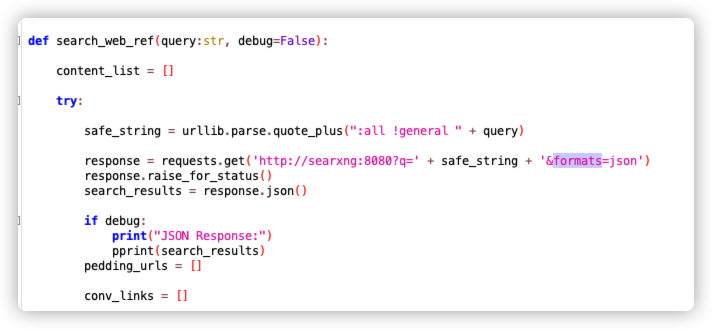 def search_web_ref(query:str, debug=False):
content_list = []
try:
safe_string = urllib.parse.quote_plus(":all !general " + query)
response = requests.get('http://searxng:8080?q=' + safe_string + '&formats=json')
response.raise_for_status()
search_results = response.json()
if debug:
print("JSON Response:")
pprint(search_results)
pedding_urls = []
conv_links = []